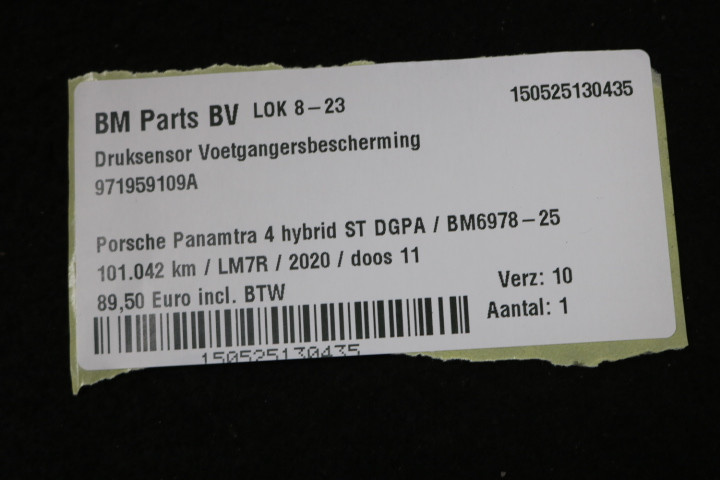 BM Parts BV LOK 8-23 150525130435
Druksensor Voetgangersbescherming
971959109A
Porsche Panamtra 4 hybrid ST DGPA / BM6978-25
101.042 km / LM7R / 2020 / doos 11
89,50 Euro incl. BTW
Verz: 10
Aantal: 1
150525130435